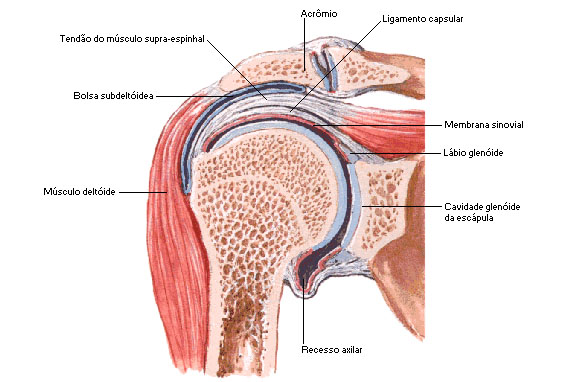 Acrômio
Ligamento capsular
Tendão do músculo supra-espinhal
Bolsa subdeltóidea
Membrana sinovial
Lábio glenóide
Músculo deltóide
Cavidade glenóide
da escápula
Recesso axilar